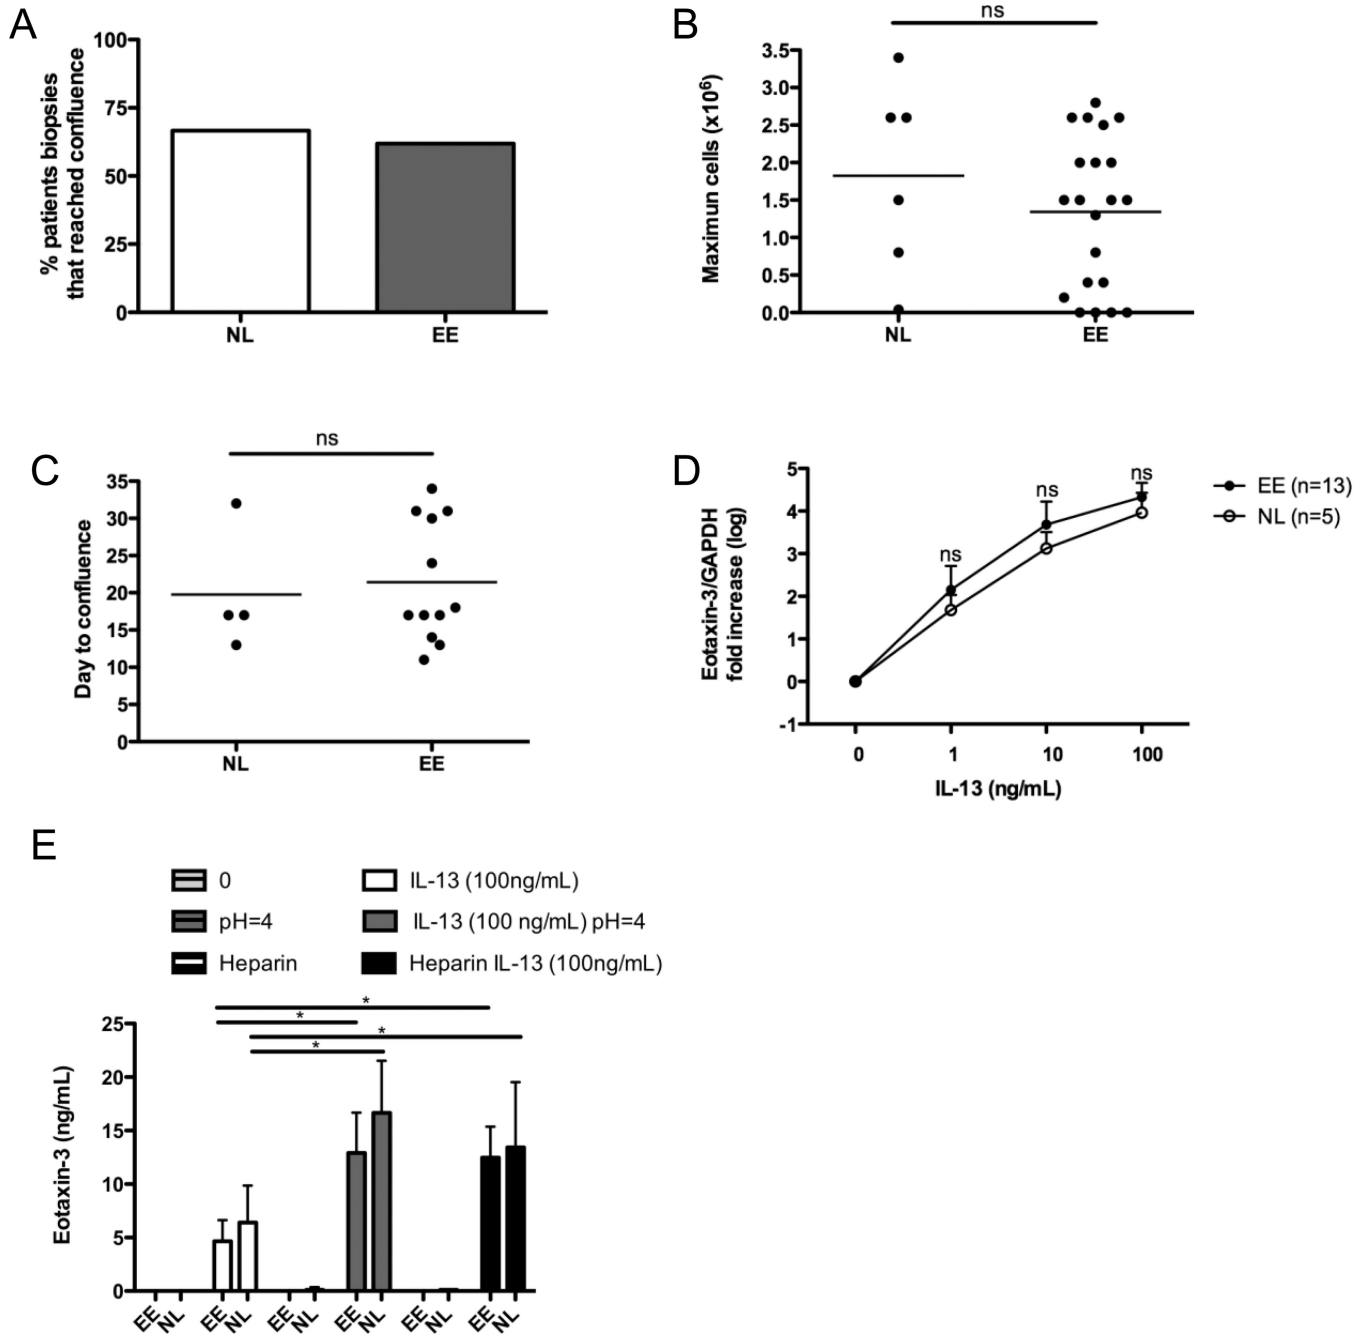 A
% patients biopsies
that reached confluence
100
75
50
25
0
NL
EE
B
ns
Maximun cells (x10⁶)
3.5
3.0
2.5
2.0
1.5
1.0
0.5
0.0
NL
EE
C
ns
Day to confluence
35
30
25
20
15
10
5
0
NL
EE
D
Eotaxin-3/GAPDH
fold increase (log)
5
4
3
2
1
0
-1
ns
ns
ns
EE (n=13)
NL (n=5)
0 1 10 100
IL-13 (ng/mL)
E
0
IL-13 (100ng/mL)
pH=4
IL-13 (100 ng/mL) pH=4
Heparin
Heparin IL-13 (100ng/mL)
*
*
*
*
Eotaxin-3 (ng/mL)
25
20
15
10
5
0
EE NL EE NL EE NL EE NL EE NL EE NL